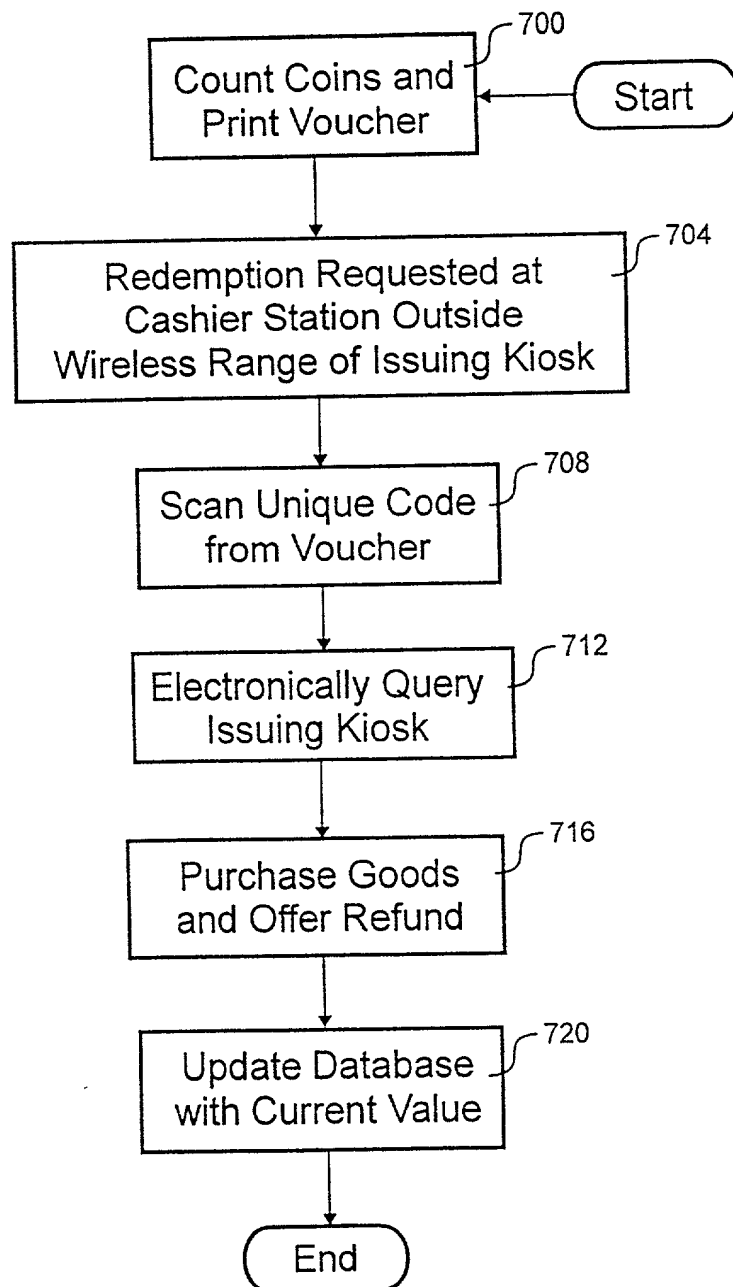 700
Count Coins and
Print Voucher
Start
704
Redemption Requested at
Cashier Station Outside
Wireless Range of Issuing Kiosk
708
Scan Unique Code
from Voucher
712
Electronically Query
Issuing Kiosk
716
Purchase Goods
and Offer Refund
720
Update Database
with Current Value
End